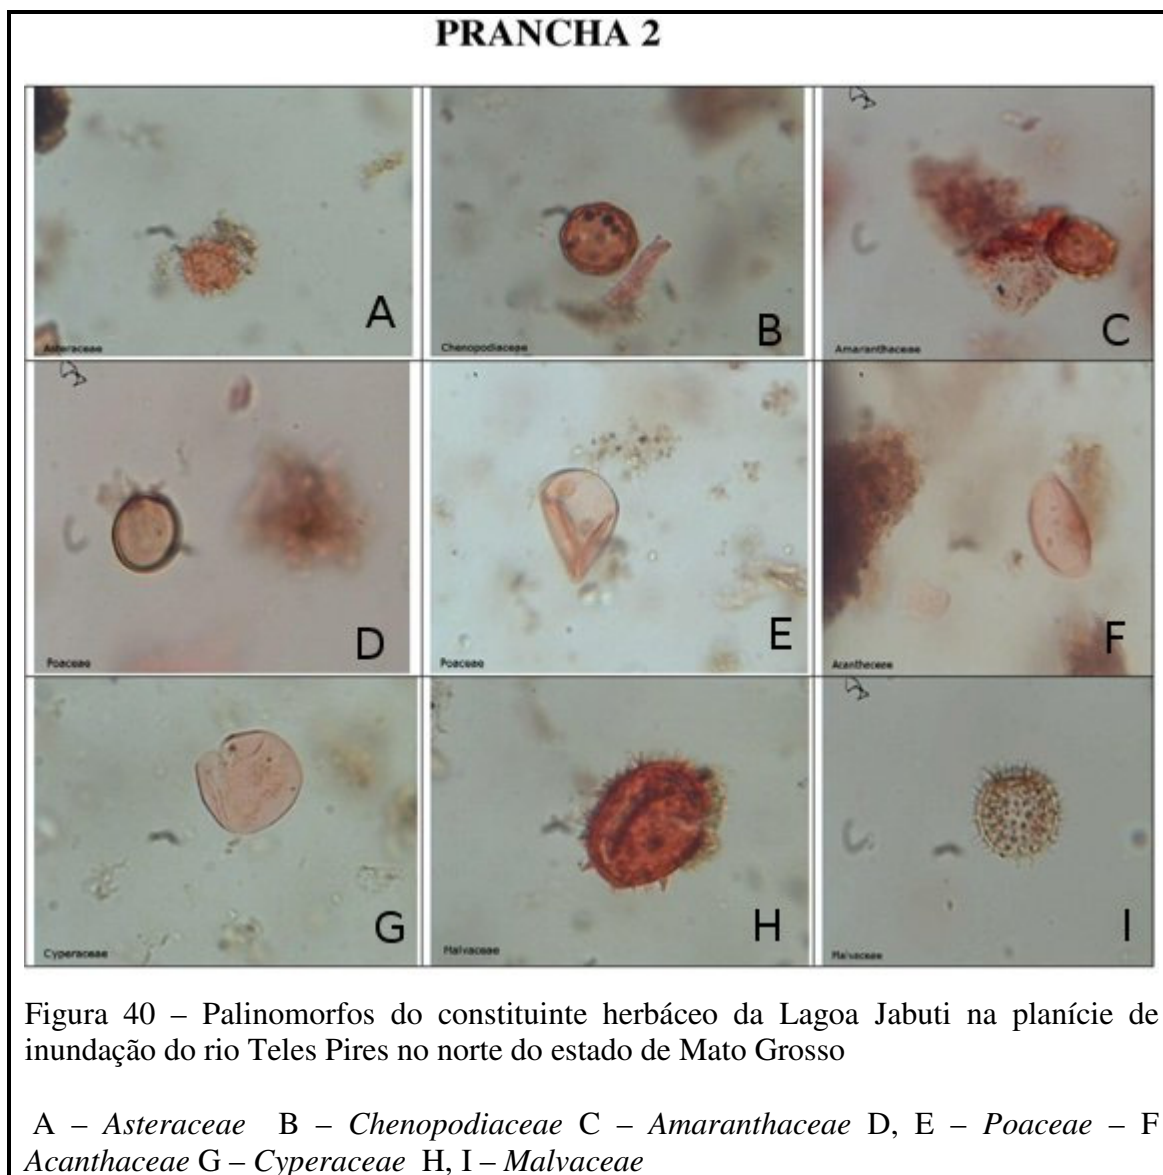 PRANCHA 2
A
Asteraceae
B
Chenopodiaceae
C
Amaranthaceae
D
Poaceae
E
Poaceae
F
Acantheceae
G
Cyperaceae
H
Malvaceae
I
Malvaceae
Figura 40 – Palinomorfos do constituinte herbáceo da Lagoa Jabuti na planície de
inundação do rio Teles Pires no norte do estado de Mato Grosso
A – Asteraceae B – Chenopodiaceae C – Amaranthaceae D, E – Poaceae – F
Acanthaceae G – Cyperaceae H, I – Malvaceae